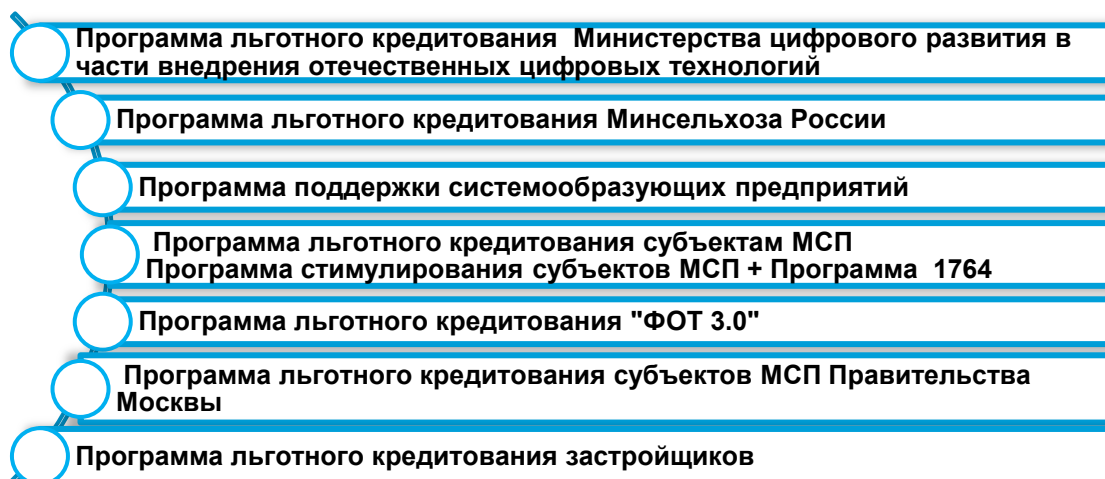 Программа льготного кредитования Министерства цифрового развития в
части внедрения отечественных цифровых технологий
Программа льготного кредитования Минсельхоза России
Программа поддержки системообразующих предприятий
Программа льготного кредитования субъектам МСП
Программа стимулирования субъектов МСП + Программа 1764
Программа льготного кредитования "ФОТ 3.0"
Программа льготного кредитования субъектов МСП Правительства
Москвы
Программа льготного кредитования застройщиков